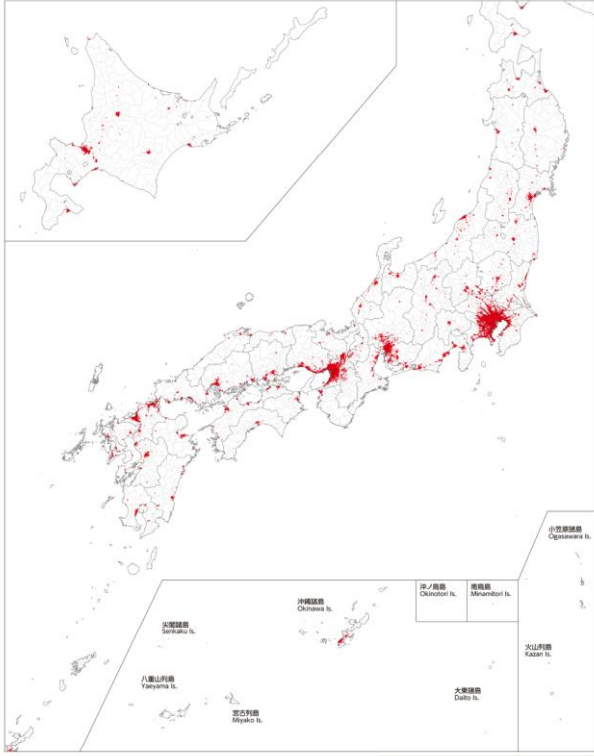 小笠原諸島
Ogasawara Is.
沖ノ鳥島
Okinotori Is.
南鳥島
Minamitori Is.
沖縄諸島
Okinawa Is.
尖閣諸島
Senkaku Is.
火山列島
Kazan Is.
八重山列島
Yaeyama Is.
大東諸島
Daito Is.
宮古列島
Miyako Is.